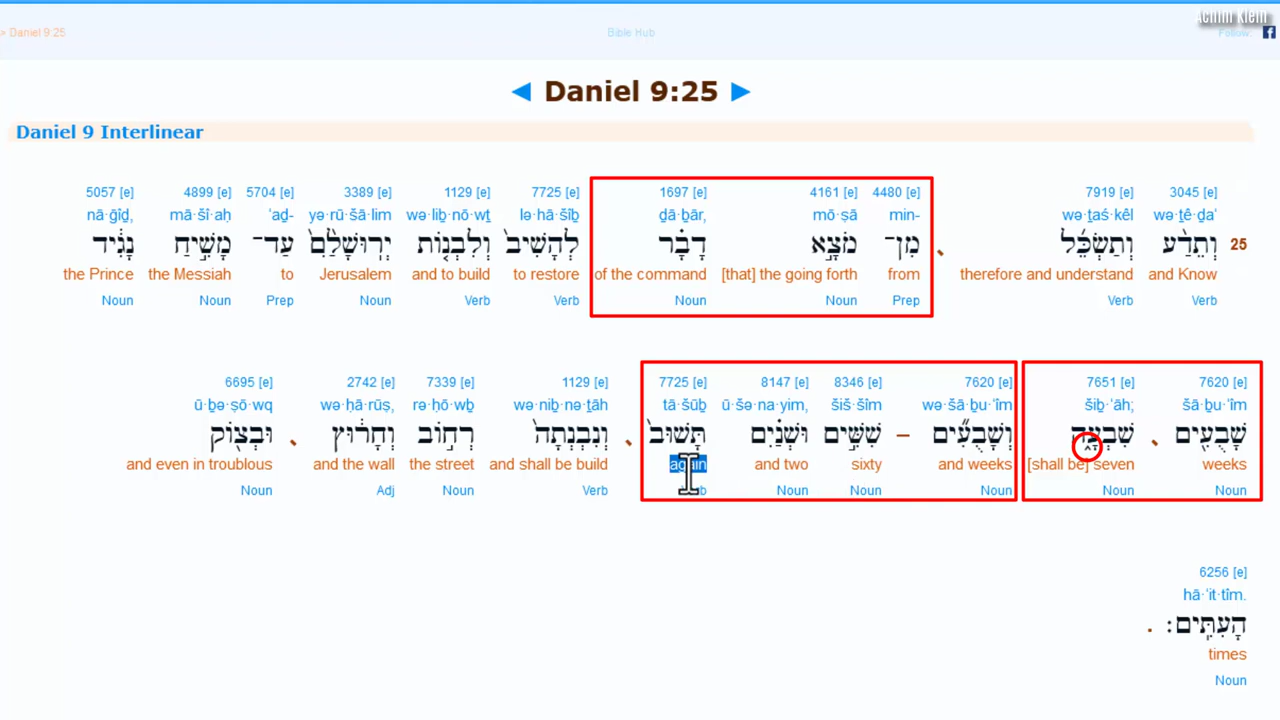 Achim Klein
> Daniel 9:25
Bible Hub
Follow:
◄ Daniel 9:25 ►
Daniel 9 Interlinear
5057 [e] 4899 [e] 5704 [e] 3389 [e] 1129 [e] 7725 [e] 1697 [e] 4161 [e] 4480 [e] 7919 [e] 3045 [e]
nā·ḡîḏ, mā·šî·aḥ ‘aḏ- yə·rū·šā·lim wə·liḇ·nō·wṯ lə·hā·šîḇ ḏā·ḇār, mō·ṣā min- wə·ṯaś·kêl wə·ṯê·ḏa‘
25 וְתֵדַ֨ע וְתַשְׂכֵּ֜ל 、 מִן־ מֹצָ֣א דָבָ֗ר לְהָשִׁיב֙ וְלִבְנ֤וֹת יְרֽוּשָׁלִַ֙ם֙ עַד־ מָשִׁ֣יחַ נָגִ֔יד
the Prince the Messiah to Jerusalem and to build to restore of the command [that] the going forth from therefore and understand and Know
Noun Noun Prep Noun Verb Verb Noun Noun Prep Verb Verb
6695 [e] 2742 [e] 7339 [e] 1129 [e] 7725 [e] 8147 [e] 8346 [e] 7620 [e] 7651 [e] 7620 [e]
ū·ḇə·ṣō·wq wə·ḥā·rūṣ, rə·ḥō·wḇ wə·niḇ·nə·ṯāh tā·šūḇ ū·šə·na·yim, šiš·šîm wə·šā·ḇu·‘îm šiḇ·‘āh; šā·ḇu·‘îm
שָׁבֻעִ֖ים 、 שִׁבְעָ֑ה וְשָׁבֻעִ֞ים – שִׁשִּׁ֣ים וּשְׁנַ֗יִם תָּשׁוּב֙ 、 וְנִבְנְתָה֙ רְח֣וֹב וְחָר֔וּץ 、 וּבְצ֖וֹק
and even in troublous and the wall the street and shall be build again and two sixty and weeks [shall be] seven weeks
Noun Adj Noun Verb Noun Noun Noun Noun Noun
6256 [e]
hā·‘it·tîm.
הָעִתִּֽים׃ .
times
Noun